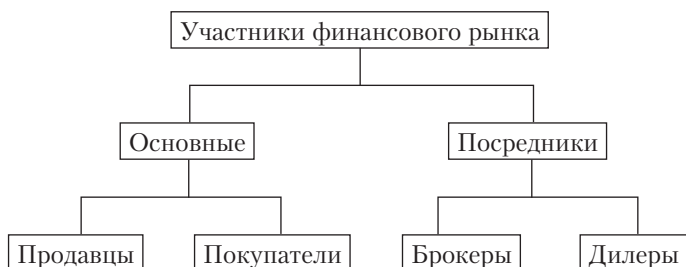 Участники финансового рынка
Основные Посредники
Продавцы Покупатели Брокеры Дилеры